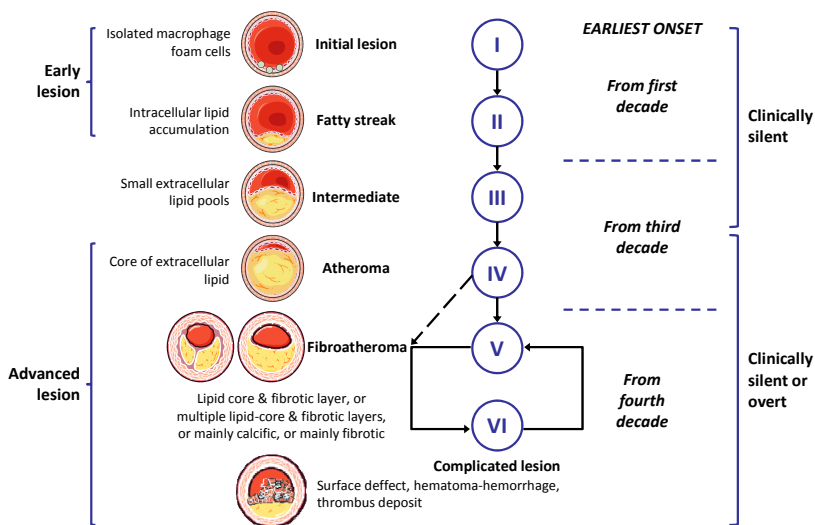 EARLIEST ONSET
Early
lesion
Isolated macrophage
foam cells
Initial lesion
I
From first
decade
Clinically
silent
Intracellular lipid
accumulation
Fatty streak
II
Small extracellular
lipid pools
Intermediate
III
From third
decade
Core of extracellular
lipid
Atheroma
IV
Advanced
lesion
Fibroatheroma
V
Clinically
silent or
overt
Lipid core & fibrotic layer, or
multiple lipid-core & fibrotic layers,
or mainly calcific, or mainly fibrotic
From
fourth
decade
VI
Complicated lesion
Surface deffect, hematoma-hemorrhage,
thrombus deposit